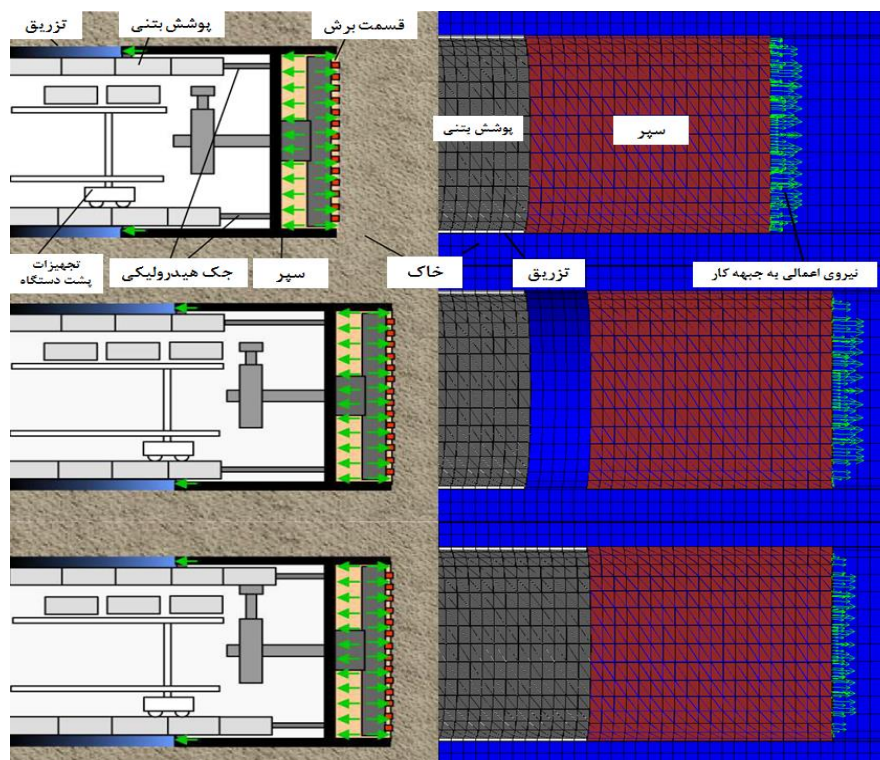 قسمت برش
پوشش بتنی
تزریق
پوشش بتنی
سپر
تجهیزات
پشت دستگاه
جک هیدرولیکی
سپر
خاک
تزریق
نیروی اعمالی به جبهه کار